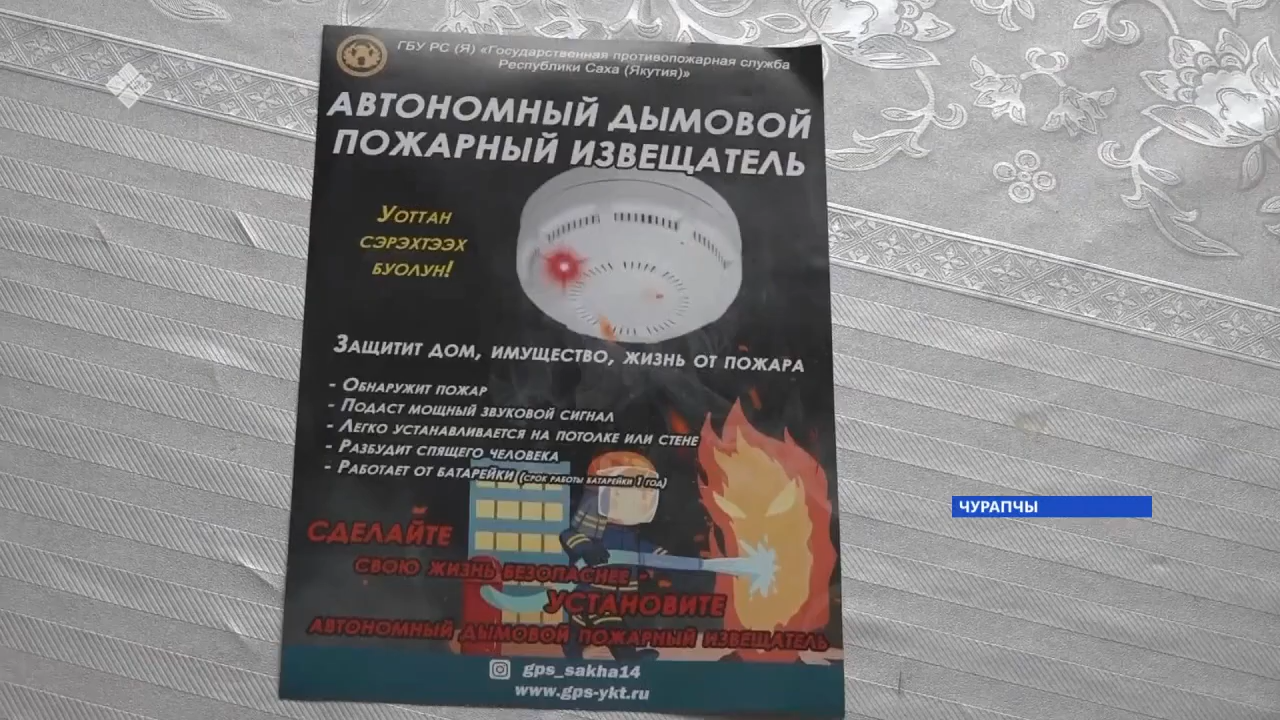 ГБУ РС (Я) «Государственная противопожарная служба
Республики Саха (Якутия)»
АВТОНОМНЫЙ ДЫМОВОЙ
ПОЖАРНЫЙ ИЗВЕЩАТЕЛЬ
Уоттан
сэрэхтээх
буолун!
Защитит дом, имущество, жизнь от пожара
- Обнаружит пожар
- Подаст мощный звуковой сигнал
- Легко устанавливается на потолке или стене
- Разбудит спящего человека
- Работает от батарейки (срок работы батарейки 1 год)
СДЕЛАЙТЕ
СВОЮ ЖИЗНЬ БЕЗОПАСНЕЕ -
УСТАНОВИТЕ
АВТОНОМНЫЙ ДЫМОВОЙ ПОЖАРНЫЙ ИЗВЕЩАТЕЛЬ
gps_sakha14
www.gps-ykt.ru
ЧУРАПЧЫ